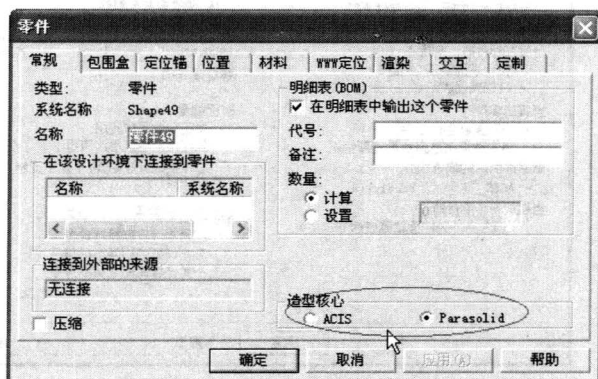 零件
常规 包围盒 定位锚 位置 材料 WWW定位 渲染 交互 定制
类型: 零件
系统名称 Shape49
名称 零件49
在该设计环境下连接到零件
名称 系统名称
连接到外部的来源
无连接
压缩
明细表(BOM)
在明细表中输出这个零件
代号:
备注:
数量:
计算
设置
造型核心
ACIS Parasolid
确定 取消 应用(A) 帮助